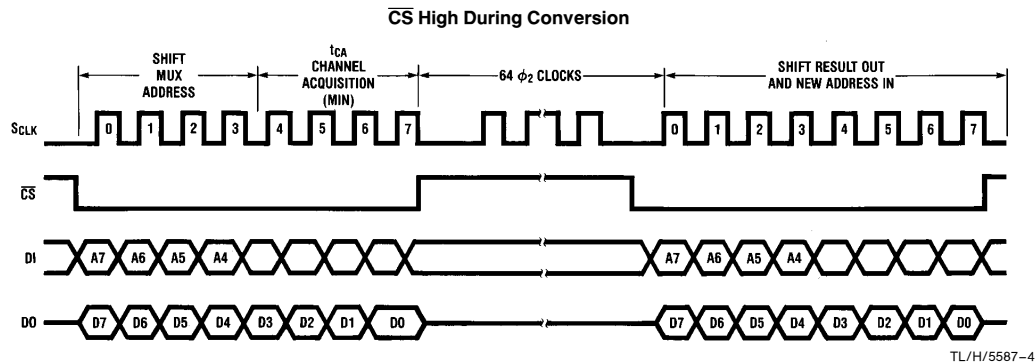 CS High During Conversion
SHIFT
MUX
ADDRESS
tCA
CHANNEL
ACQUISITION
(MIN)
64 ϕ2 CLOCKS
SHIFT RESULT OUT
AND NEW ADDRESS IN
SCLK
0 1 2 3 4 5 6 7 0 1 2 3 4 5 6 7
CS
DI
A7 A6 A5 A4 A7 A6 A5 A4
DO
D7 D6 D5 D4 D3 D2 D1 D0 D7 D6 D5 D4 D3 D2 D1 D0
TL/H/5587–4